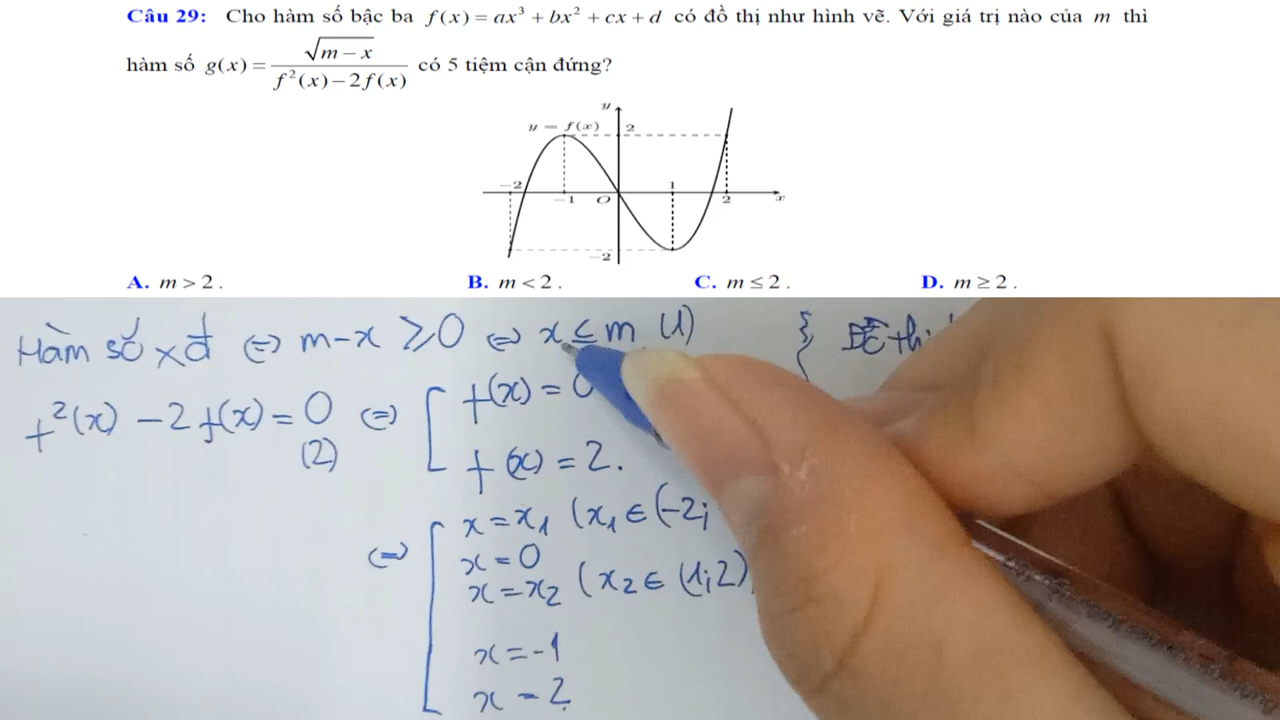 Câu 29: Cho hàm số bậc ba f(x) = ax³ + bx² + cx + d có đồ thị như hình vẽ. Với giá trị nào của m thì
hàm số g(x) = √(m − x) / (f²(x) − 2f(x)) có 5 tiệm cận đứng?
y
y = f(x)
2
−2
1
−1
O
2
x
−2
A. m > 2 .
B. m < 2 .
C. m ≤ 2 .
D. m ≥ 2 .
Hàm số xđ ⇔ m − x ≥ 0 ⇔ x ≤ m (1)
f²(x) − 2f(x) = 0 ⇔ [ f(x) = 0
(2)
f(x) = 2.
⇔ [ x = x₁ (x₁ ∈ (−2;
x = 0
x = x₂ (x₂ ∈ (1;2)
x = −1
x = 2